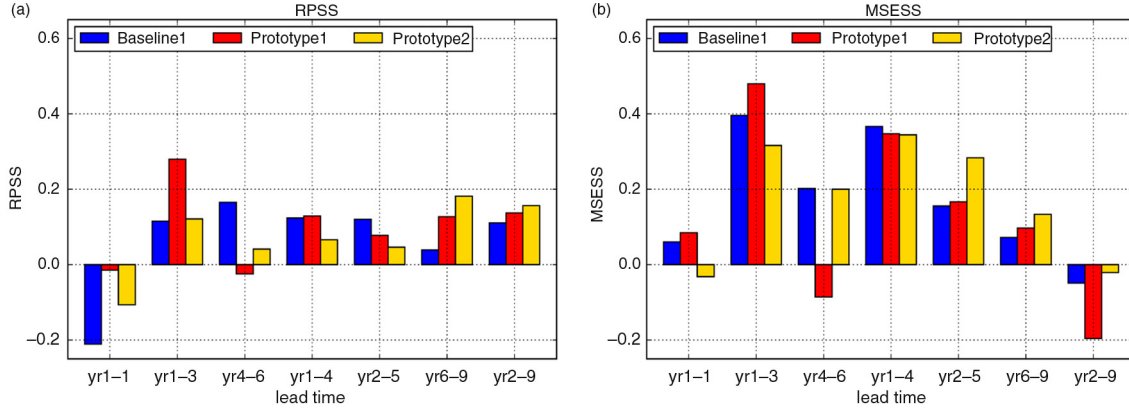 (a)
RPSS
Baseline1 Prototype1 Prototype2
0.6
0.4
0.2
0.0
−0.2
RPSS
yr1–1 yr1–3 yr4–6 yr1–4 yr2–5 yr6–9 yr2–9
lead time
(b)
MSESS
Baseline1 Prototype1 Prototype2
0.6
0.4
0.2
0.0
−0.2
MSESS
yr1–1 yr1–3 yr4–6 yr1–4 yr2–5 yr6–9 yr2–9
lead time